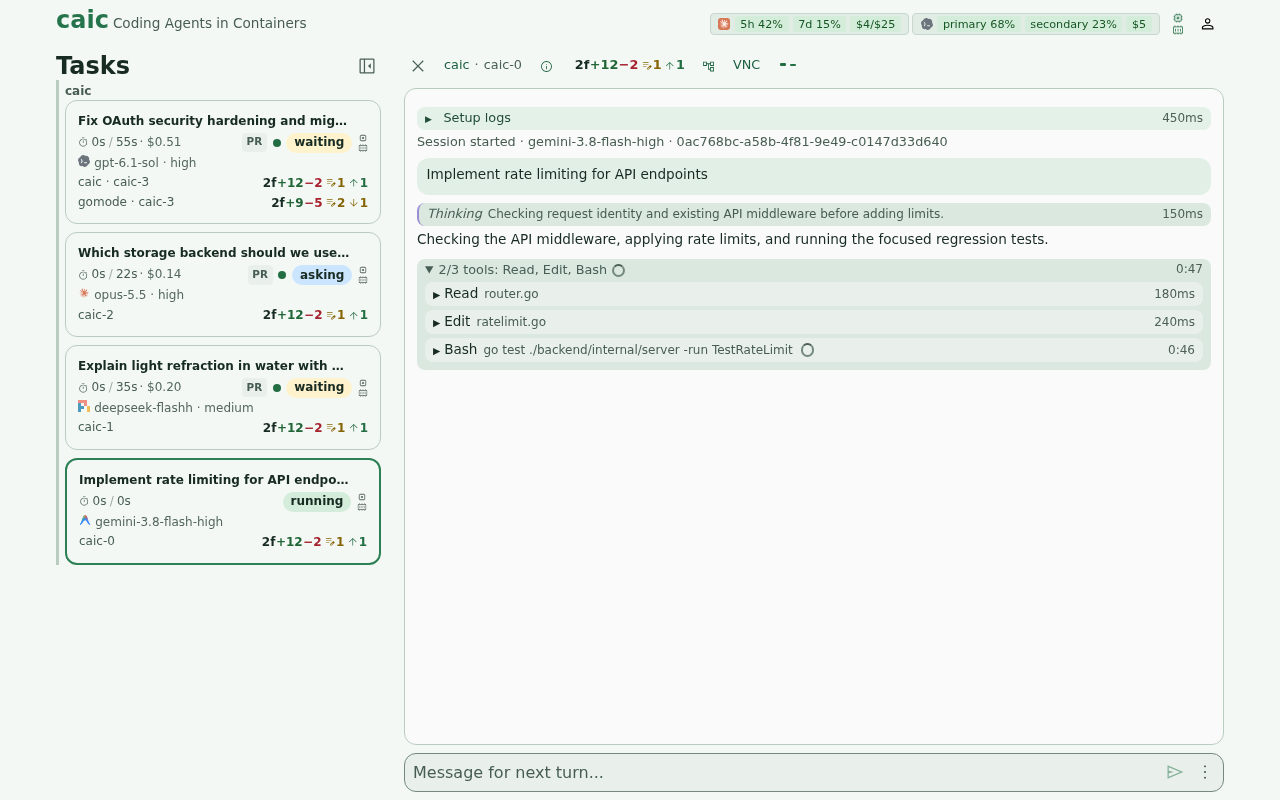 caic Coding Agents in Containers
5h 42% 7d 15% $4/$25 primary 68% secondary 23% $5
Tasks
caic
Fix OAuth security hardening and mig…
0s / 55s · $0.51 PR waiting
gpt-6.1-sol · high
caic · caic-3 2f+12−2 1 ↑1
gomode · caic-3 2f+9−5 2 ↓1
Which storage backend should we use…
0s / 22s · $0.14 PR asking
opus-5.5 · high
caic-2 2f+12−2 1 ↑1
Explain light refraction in water with …
0s / 35s · $0.20 PR waiting
deepseek-flashh · medium
caic-1 2f+12−2 1 ↑1
Implement rate limiting for API endpo…
0s / 0s running
gemini-3.8-flash-high
caic-0 2f+12−2 1 ↑1
caic · caic-0 2f+12−2 1 ↑1 VNC
▶ Setup logs 450ms
Session started · gemini-3.8-flash-high · 0ac768bc-a58b-4f81-9e49-c0147d33d640
Implement rate limiting for API endpoints
Thinking Checking request identity and existing API middleware before adding limits. 150ms
Checking the API middleware, applying rate limits, and running the focused regression tests.
▼ 2/3 tools: Read, Edit, Bash 0:47
▶ Read router.go 180ms
▶ Edit ratelimit.go 240ms
▶ Bash go test ./backend/internal/server -run TestRateLimit 0:46
Message for next turn...